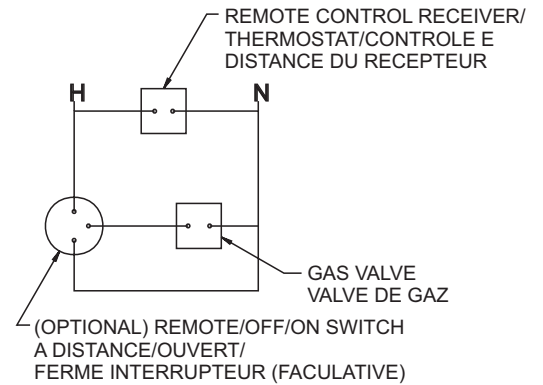 REMOTE CONTROL RECEIVER/
THERMOSTAT/CONTROLE E
DISTANCE DU RECEPTEUR
H
N
GAS VALVE
VALVE DE GAZ
(OPTIONAL) REMOTE/OFF/ON SWITCH
A DISTANCE/OUVERT/
FERME INTERRUPTEUR (FACULATIVE)